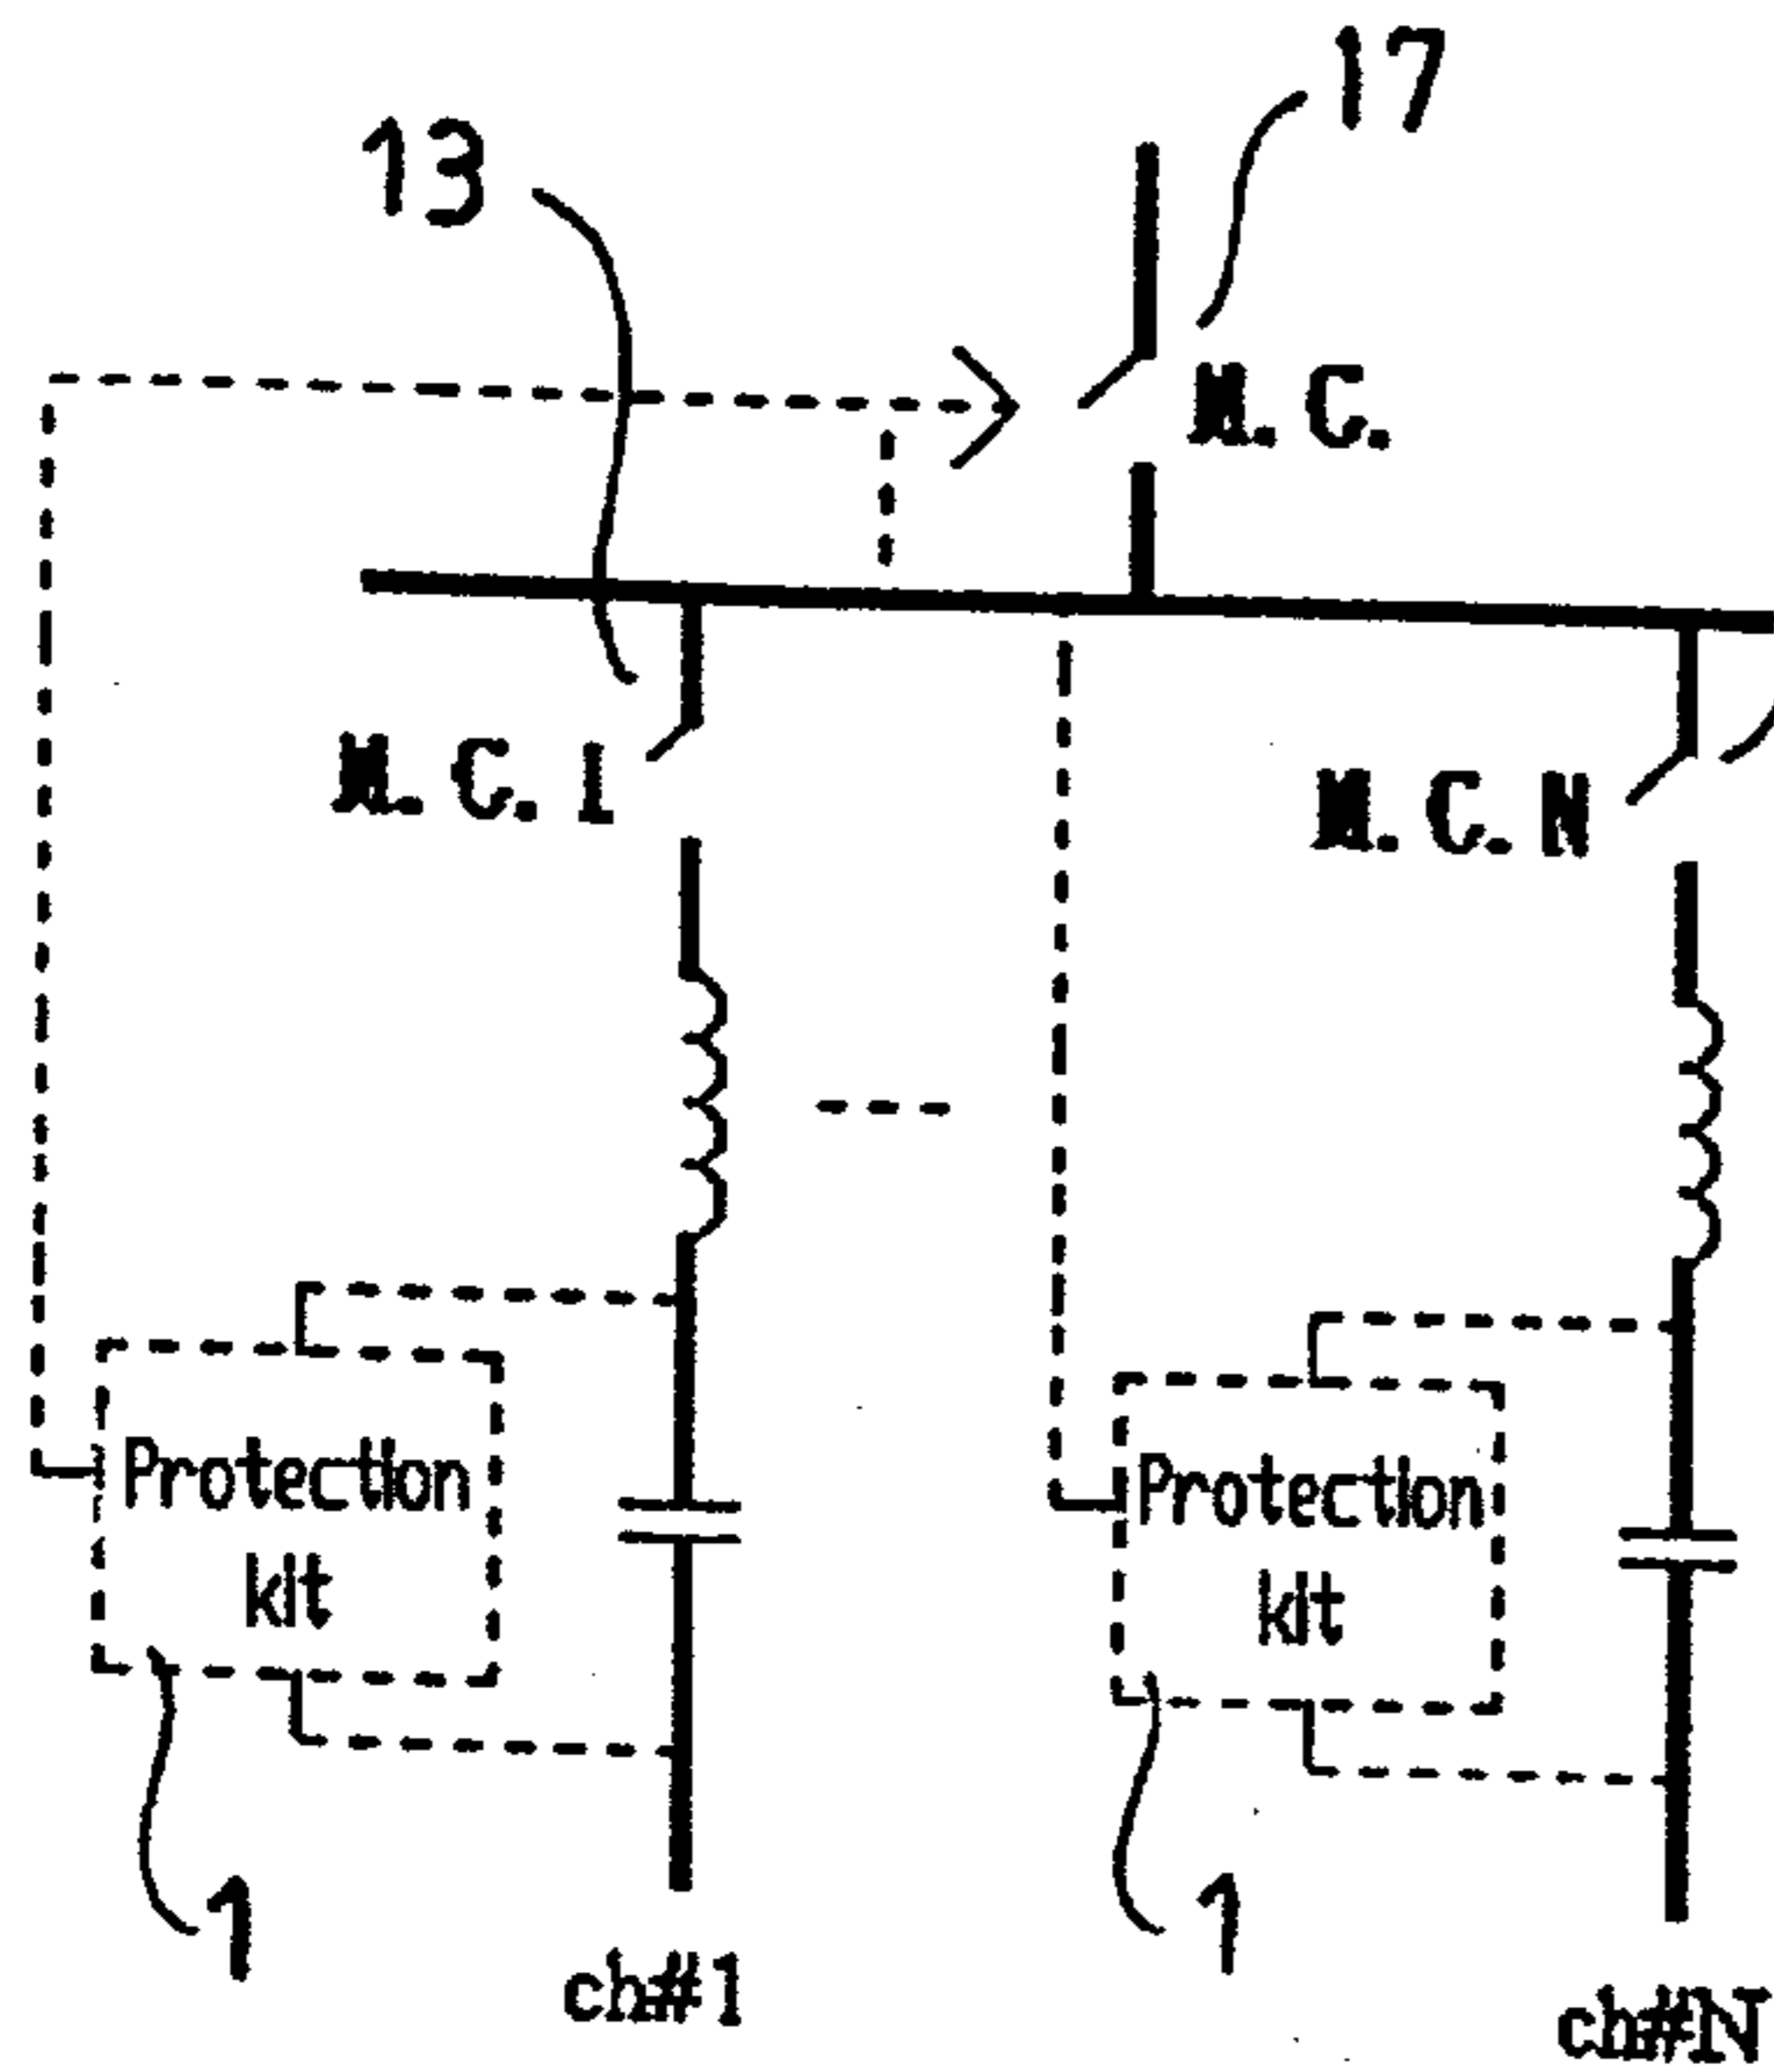 17
13
M.C.
M.C.1
M.C.N
Protection
kit
Protection
kit
1
1
ch#1
ch#N